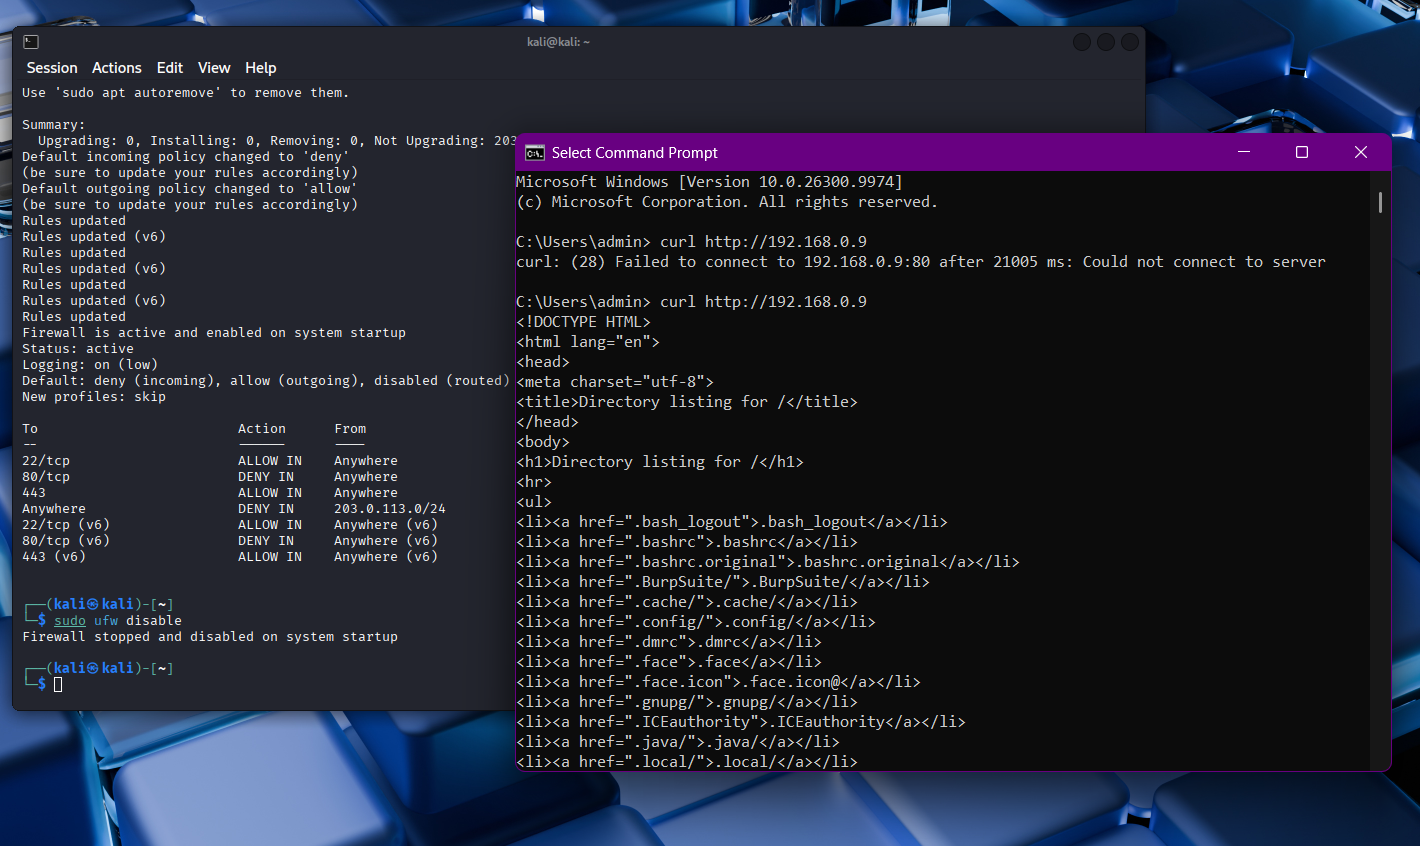 kali@kali: ~
Session Actions Edit View Help
Use 'sudo apt autoremove' to remove them.
Summary:
  Upgrading: 0, Installing: 0, Removing: 0, Not Upgrading: 203
Default incoming policy changed to 'deny'
(be sure to update your rules accordingly)
Default outgoing policy changed to 'allow'
(be sure to update your rules accordingly)
Rules updated
Rules updated (v6)
Rules updated
Rules updated (v6)
Rules updated
Rules updated (v6)
Rules updated
Firewall is active and enabled on system startup
Status: active
Logging: on (low)
Default: deny (incoming), allow (outgoing), disabled (routed)
New profiles: skip
To                         Action      From
--                         ------      ----
22/tcp                     ALLOW IN    Anywhere
80/tcp                     DENY IN     Anywhere
443                        ALLOW IN    Anywhere
Anywhere                   DENY IN     203.0.113.0/24
22/tcp (v6)                ALLOW IN    Anywhere (v6)
80/tcp (v6)                DENY IN     Anywhere (v6)
443 (v6)                   ALLOW IN    Anywhere (v6)
┌──(kali㉿kali)-[~]
└─$ sudo ufw disable
Firewall stopped and disabled on system startup
┌──(kali㉿kali)-[~]
└─$
Select Command Prompt
Microsoft Windows [Version 10.0.26300.9974]
(c) Microsoft Corporation. All rights reserved.
C:\Users\admin> curl http://192.168.0.9
curl: (28) Failed to connect to 192.168.0.9:80 after 21005 ms: Could not connect to server
C:\Users\admin> curl http://192.168.0.9
<!DOCTYPE HTML>
<html lang="en">
<head>
<meta charset="utf-8">
<title>Directory listing for /</title>
</head>
<body>
<h1>Directory listing for /</h1>
<hr>
<ul>
<li><a href=".bash_logout">.bash_logout</a></li>
<li><a href=".bashrc">.bashrc</a></li>
<li><a href=".bashrc.original">.bashrc.original</a></li>
<li><a href=".BurpSuite/">.BurpSuite/</a></li>
<li><a href=".cache/">.cache/</a></li>
<li><a href=".config/">.config/</a></li>
<li><a href=".dmrc">.dmrc</a></li>
<li><a href=".face">.face</a></li>
<li><a href=".face.icon">.face.icon@</a></li>
<li><a href=".gnupg/">.gnupg/</a></li>
<li><a href=".ICEauthority">.ICEauthority</a></li>
<li><a href=".java/">.java/</a></li>
<li><a href=".local/">.local/</a></li>